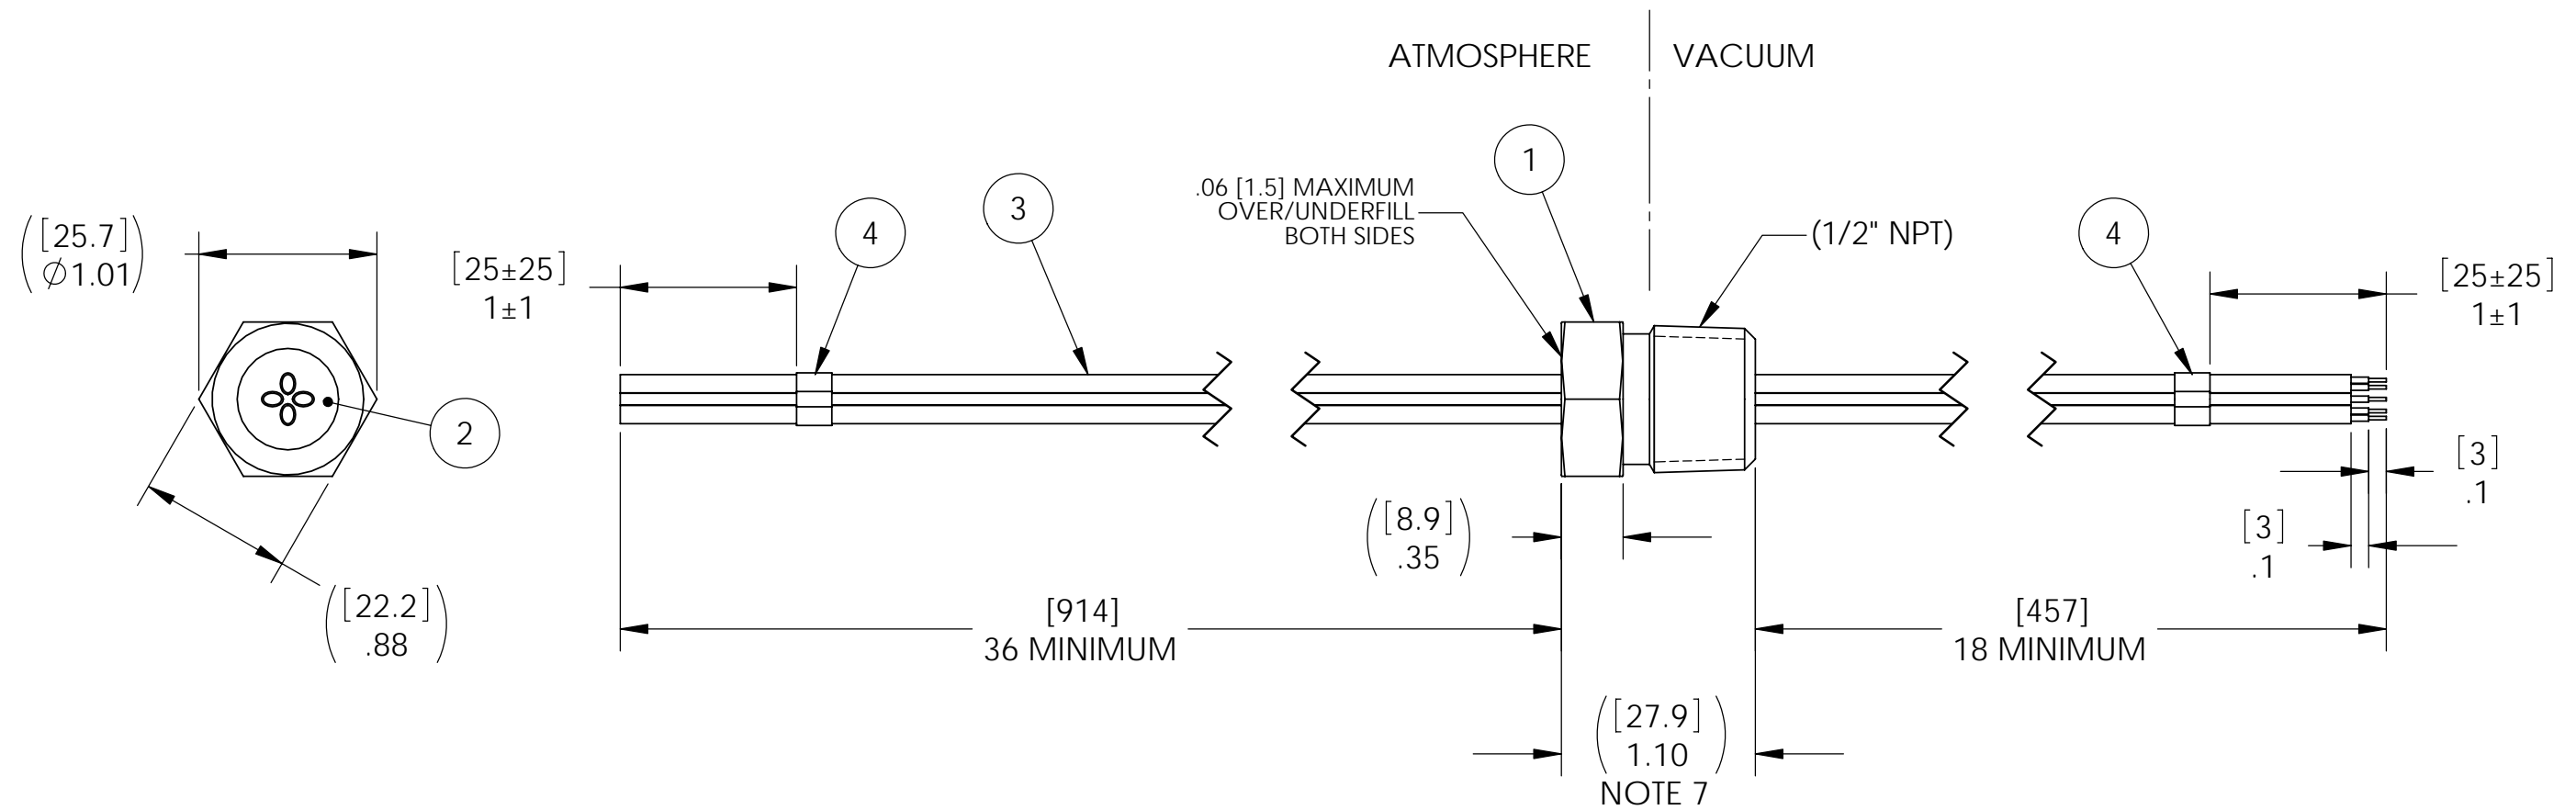 ATMOSPHERE
VACUUM
1
.06 [1.5] MAXIMUM
OVER/UNDERFILL
BOTH SIDES
3
4
(1/2" NPT)
4
([25.7]
∅1.01)
[25±25]
1±1
[25±25]
1±1
2
([22.2]
.88)
([8.9]
.35)
[3]
.1
[3]
.1
[914]
36 MINIMUM
[457]
18 MINIMUM
([27.9]
1.10)
NOTE 7